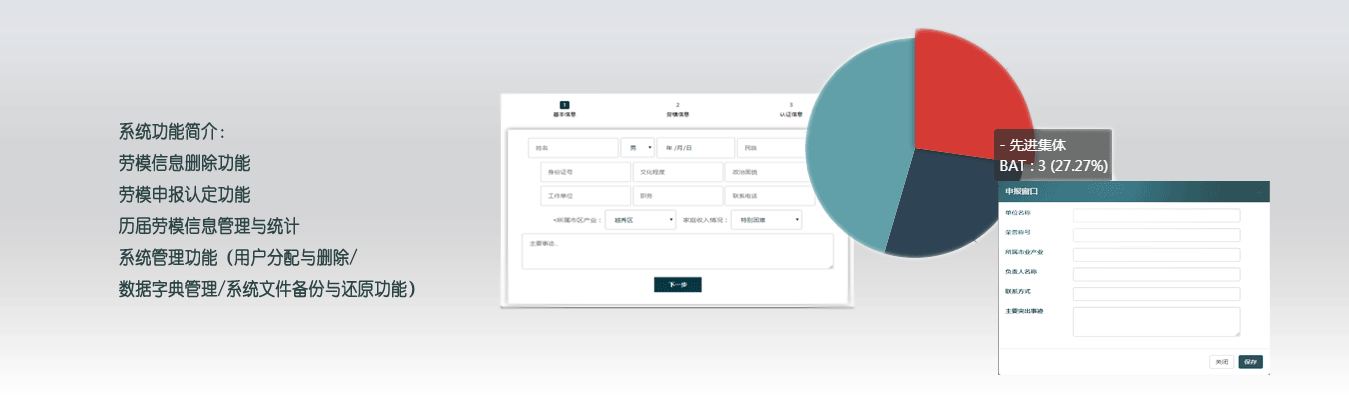 系统功能简介:
劳模信息删除功能
劳模申报认定功能
历届劳模信息管理与统计
系统管理功能（用户分配与删除/
数据字典管理/系统文件备份与还原功能）
1
基本信息
2
劳模信息
3
认证信息
姓名
男
年 /月/日
民族
身份证号
文化程度
政治面貌
工作单位
职务
联系电话
*所属市区产业：
越秀区
家庭收入情况：
特别困难
主要事迹..
下一步
- 先进集体
BAT : 3 (27.27%)
申报窗口
单位名称
荣誉称号
所属市业产业
负责人名称
联系方式
主要突出事迹
关闭
保存